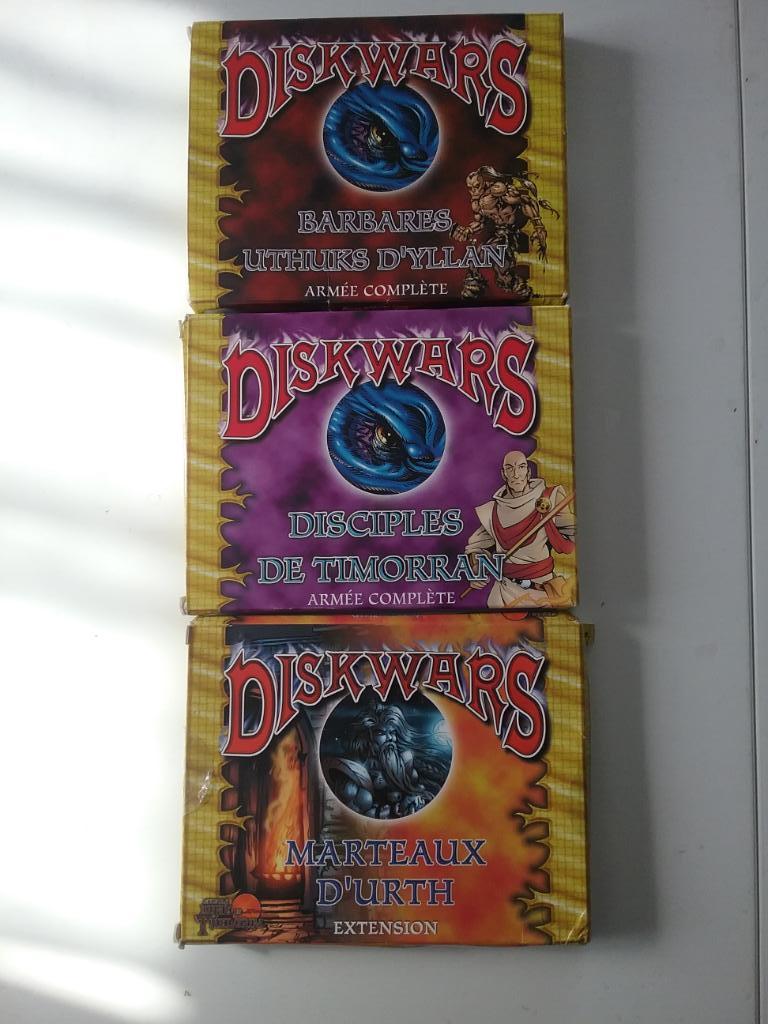 DISKWARS
BARBARES
UTHUKS D'YLLAN
ARMÉE COMPLÈTE
DISKWARS
DISCIPLES
DE TIMORRAN
ARMÉE COMPLÈTE
DISKWARS
MARTEAUX
D'URTH
EXTENSION